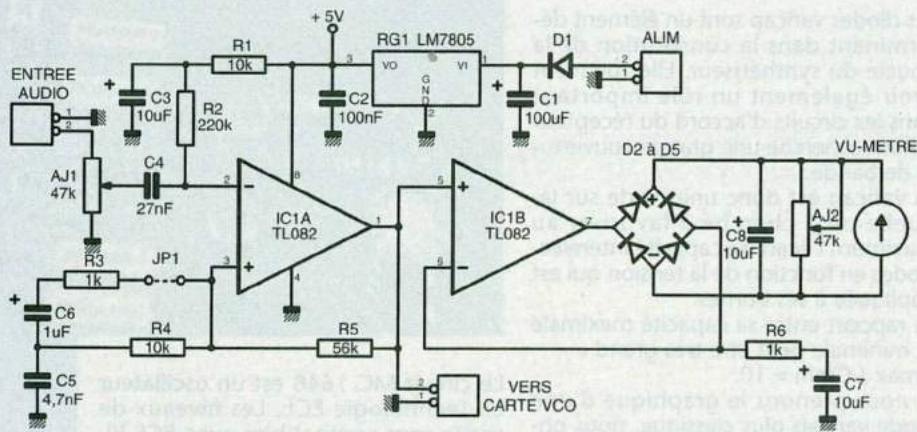 + 5V
RG1 LM7805
D1
ALIM
ENTREE
AUDIO
1
2
R1
10k
3
VO
VI
GND
2
1
2
1
C3
10uF
R2
220k
C2
100nF
C1
100uF
AJ1
47k
C4
27nF
D2 à D5
VU-METRE
2
8
IC1A
TL082
1
3
4
5
IC1B
TL082
7
6
C8
10uF
AJ2
47k
R3
1k
JP1
C6
1uF
R4
10k
R5
56k
R6
1k
C5
4,7nF
2
1
VERS
CARTE VCO
C7
10uF